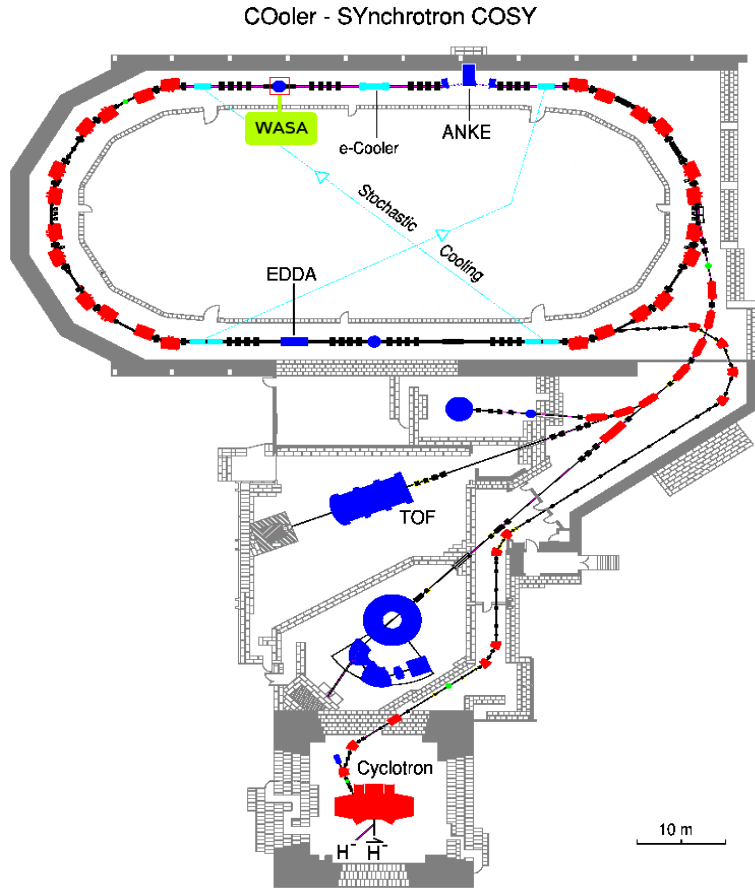 COoler - SYnchrotron COSY
WASA
e-Cooler
ANKE
Stochastic
Cooling
EDDA
TOF
Cyclotron
H⁻
H⃗⁻
10 m